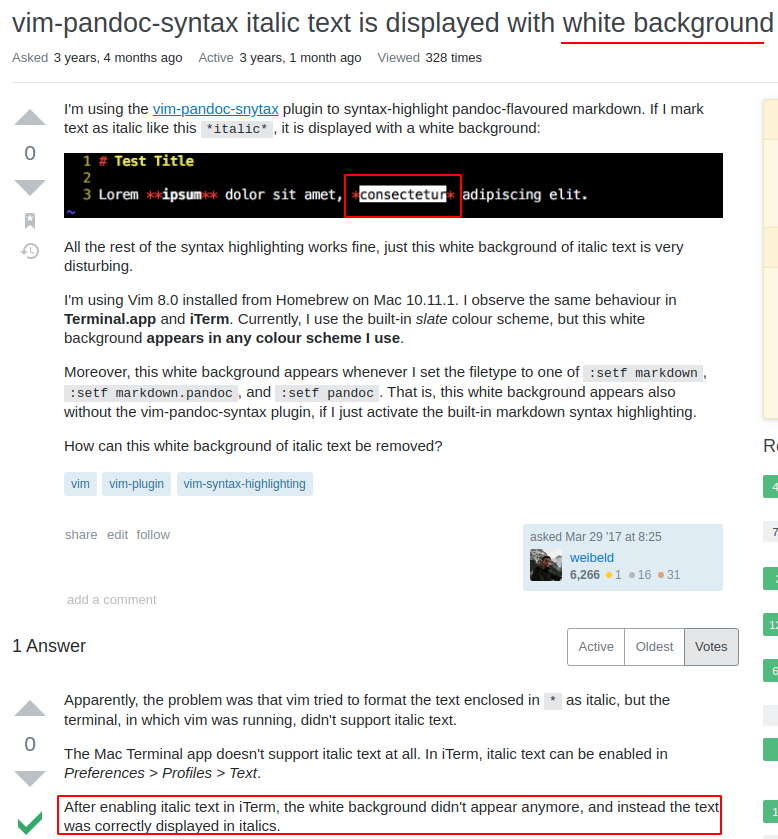 vim-pandoc-syntax italic text is displayed with white background
Asked 3 years, 4 months ago Active 3 years, 1 month ago Viewed 328 times
I'm using the vim-pandoc-snytax plugin to syntax-highlight pandoc-flavoured markdown. If I mark
text as italic like this *italic*, it is displayed with a white background:
1 # Test Title
2
3 Lorem **ipsum** dolor sit amet, *consectetur* adipiscing elit.
~
0
All the rest of the syntax highlighting works fine, just this white background of italic text is very
disturbing.
I'm using Vim 8.0 installed from Homebrew on Mac 10.11.1. I observe the same behaviour in
Terminal.app and iTerm. Currently, I use the built-in slate colour scheme, but this white
background appears in any colour scheme I use.
Moreover, this white background appears whenever I set the filetype to one of :setf markdown,
:setf markdown.pandoc, and :setf pandoc. That is, this white background appears also
without the vim-pandoc-syntax plugin, if I just activate the built-in markdown syntax highlighting.
How can this white background of italic text be removed?
vim vim-plugin vim-syntax-highlighting
share edit follow
asked Mar 29 '17 at 8:25
weibeld
6,266 1 16 31
add a comment
1 Answer
Active Oldest Votes
Apparently, the problem was that vim tried to format the text enclosed in * as italic, but the
terminal, in which vim was running, didn't support italic text.
0
The Mac Terminal app doesn't support italic text at all. In iTerm, italic text can be enabled in
Preferences > Profiles > Text.
After enabling italic text in iTerm, the white background didn't appear anymore, and instead the text
was correctly displayed in italics.